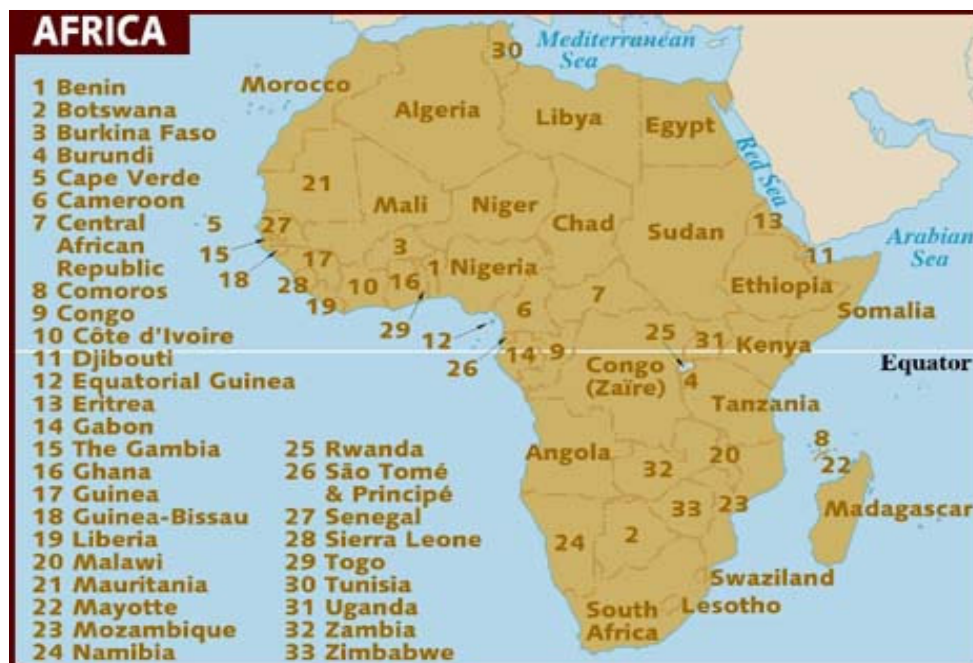 AFRICA
1 Benin
2 Botswana
3 Burkina Faso
4 Burundi
5 Cape Verde
6 Cameroon
7 Central
African
Republic
8 Comoros
9 Congo
10 Côte d'Ivoire
11 Djibouti
12 Equatorial Guinea
13 Eritrea
14 Gabon
15 The Gambia
16 Ghana
17 Guinea
18 Guinea-Bissau
19 Liberia
20 Malawi
21 Mauritania
22 Mayotte
23 Mozambique
24 Namibia
25 Rwanda
26 São Tomé
& Principé
27 Senegal
28 Sierra Leone
29 Togo
30 Tunisia
31 Uganda
32 Zambia
33 Zimbabwe
30
Mediterranean
Sea
Morocco
Algeria
Libya
Egypt
Red Sea
21
Mali
Niger
Chad
Sudan
13
Arabian
Sea
5
27
15
18
17
3
1
Nigeria
11
28
10
16
Ethiopia
19
29
6
7
Somalia
12
26
14
9
25
31
Kenya
Equator
Congo
(Zaïre)
4
Tanzania
Angola
20
8
22
32
23
33
Madagascar
24
2
Swaziland
Lesotho
South
Africa